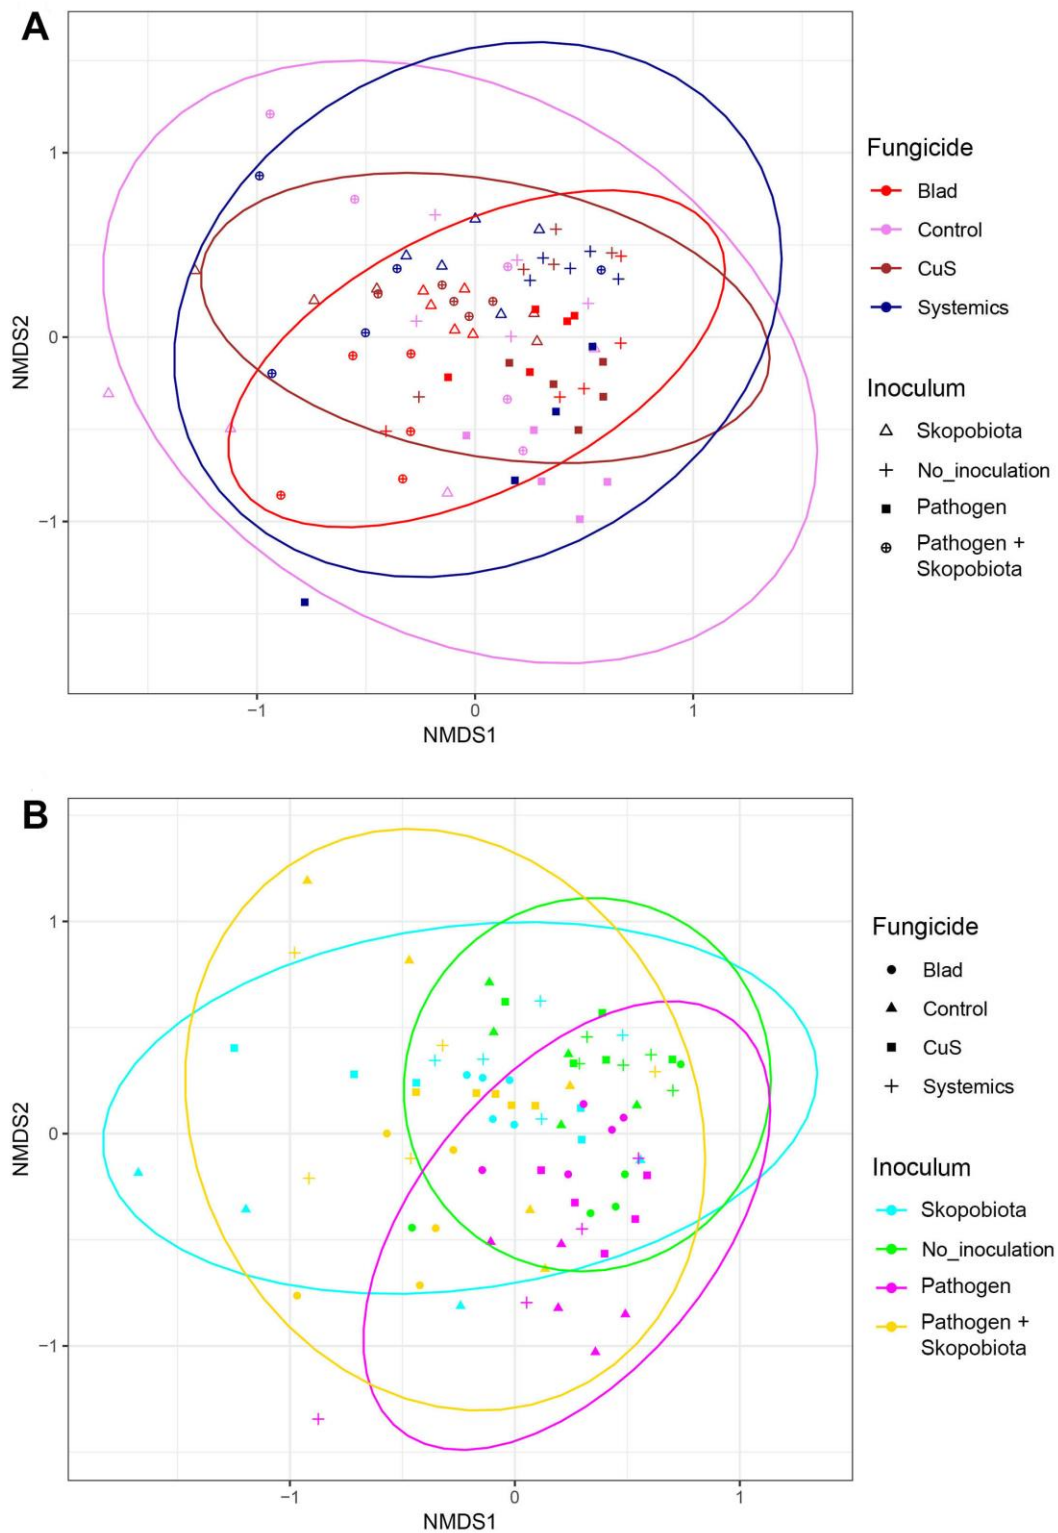 A
1
0
−1
NMDS2
−1
0
1
NMDS1
Fungicide
Blad
Control
CuS
Systemics
Inoculum
Skopobiota
No_inoculation
Pathogen
Pathogen +
Skopobiota
B
1
0
−1
NMDS2
−1
0
1
NMDS1
Fungicide
Blad
Control
CuS
Systemics
Inoculum
Skopobiota
No_inoculation
Pathogen
Pathogen +
Skopobiota